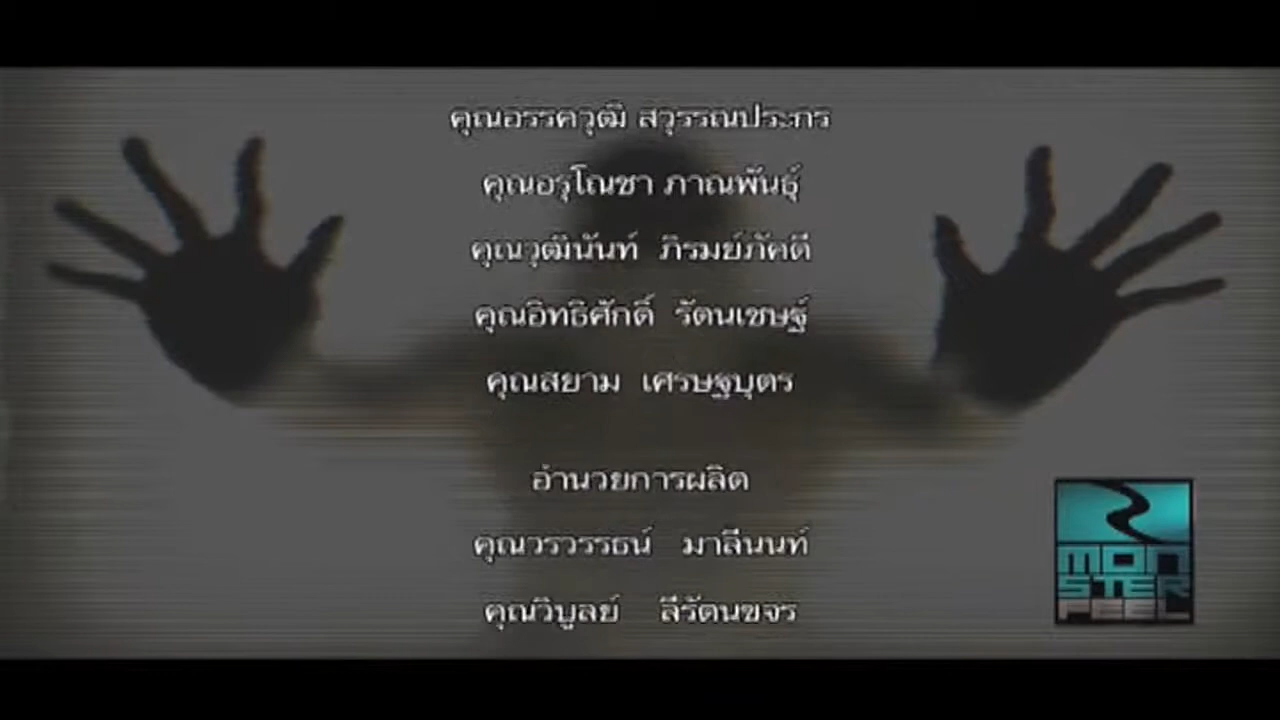 คุณอรรควุฒิ สวุรรณประกร
คุณอรุโณชา ภาณพันธุ์
คุณวุฒินันท์ ภิรมย์ภักดี
คุณอิทธิศักดิ์ รัตนเชษฐ์
คุณสยาม เศรษฐบุตร
อำนวยการผลิต
คุณวรวรรธน์ มาลีนนท์
คุณวิบูลย์ ลีรัตนขจร
MON
STER
FEEL